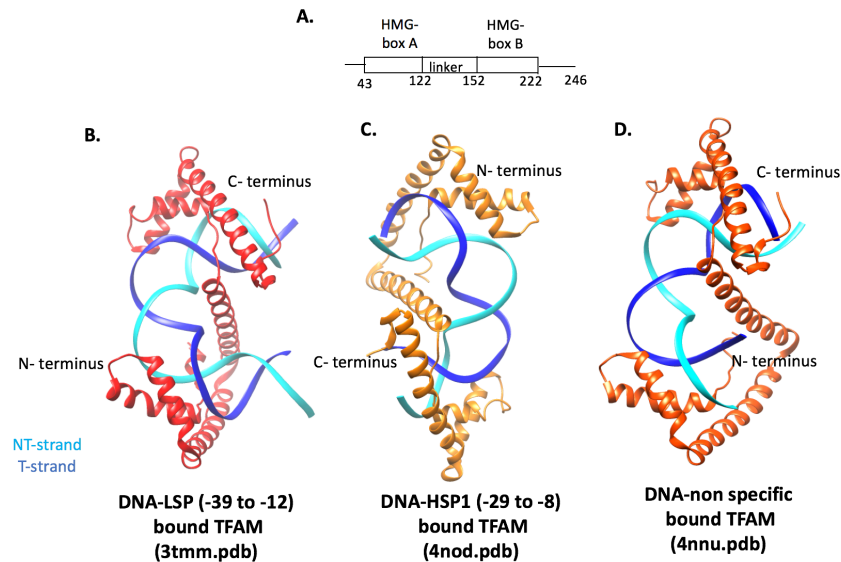 A.
HMG-
box A
HMG-
box B
linker
43
122
152
222
246
B.
C- terminus
N- terminus
C.
N- terminus
C- terminus
D.
C- terminus
N- terminus
NT-strand
T-strand
DNA-LSP (-39 to -12)
bound TFAM
(3tmm.pdb)
DNA-HSP1 (-29 to -8)
bound TFAM
(4nod.pdb)
DNA-non specific
bound TFAM
(4nnu.pdb)